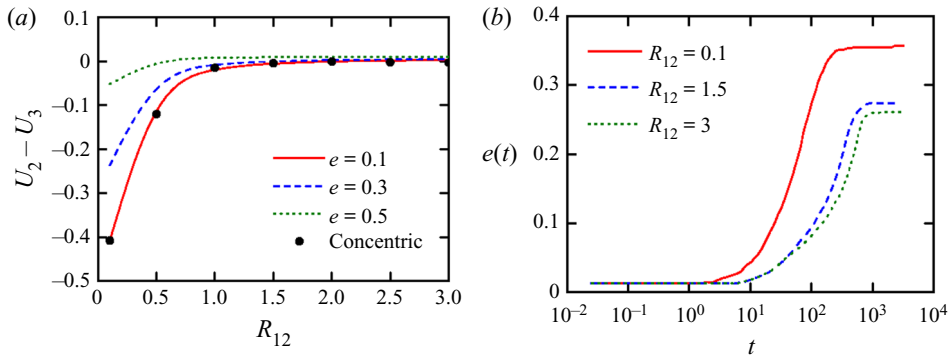 (a)
0.1
0
–0.1
–0.2
–0.3
–0.4
–0.5
U2 – U3
e = 0.1
e = 0.3
e = 0.5
Concentric
0 0.5 1.0 1.5 2.0 2.5 3.0
R12
(b)
0.4
0.3
0.2
0.1
0
e(t)
R12 = 0.1
R12 = 1.5
R12 = 3
10–2 10–1 100 101 102 103 104
t